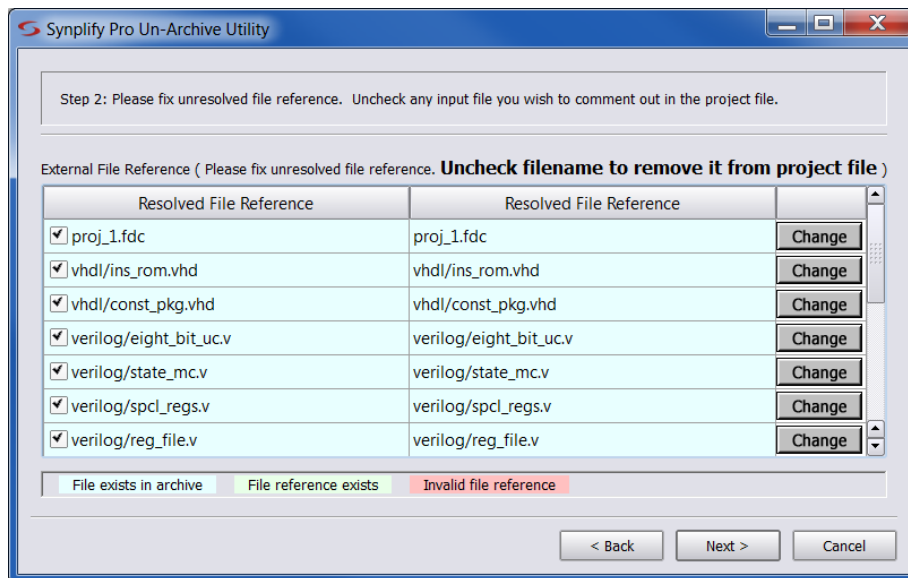 Synplify Pro Un-Archive Utility
Step 2: Please fix unresolved file reference. Uncheck any input file you wish to comment out in the project file.
External File Reference ( Please fix unresolved file reference. Uncheck filename to remove it from project file )
Resolved File Reference Resolved File Reference
proj_1.fdc proj_1.fdc Change
vhdl/ins_rom.vhd vhdl/ins_rom.vhd Change
vhdl/const_pkg.vhd vhdl/const_pkg.vhd Change
verilog/eight_bit_uc.v verilog/eight_bit_uc.v Change
verilog/state_mc.v verilog/state_mc.v Change
verilog/spcl_regs.v verilog/spcl_regs.v Change
verilog/reg_file.v verilog/reg_file.v Change
File exists in archive File reference exists Invalid file reference
< Back Next > Cancel